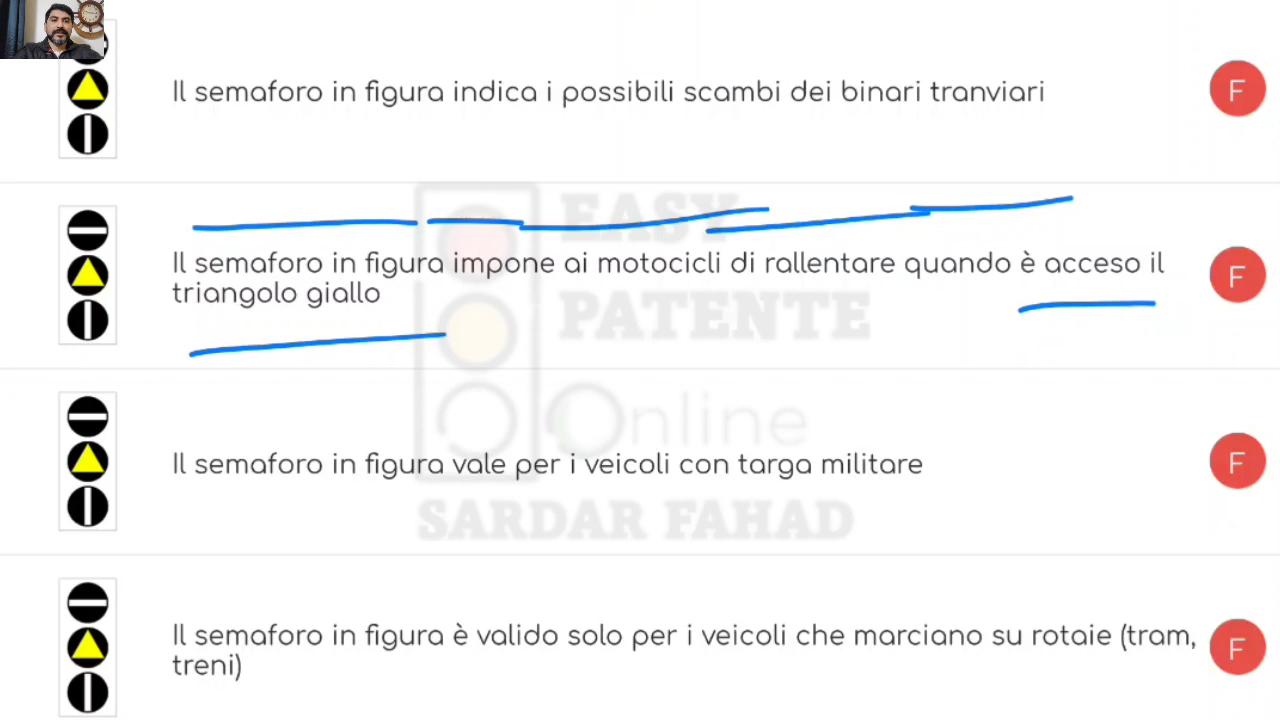 Il semaforo in figura indica i possibili scambi dei binari tranviari
F
EASY
Il semaforo in figura impone ai motocicli di rallentare quando è acceso il
triangolo giallo
F
PATENTE
Online
Il semaforo in figura vale per i veicoli con targa militare
F
SARDAR FAHAD
Il semaforo in figura è valido solo per i veicoli che marciano su rotaie (tram,
treni)
F